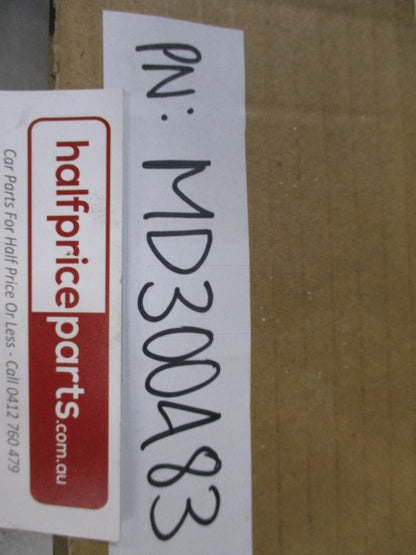 PN: MD300A83
halfpriceparts.com.au
Car Parts For Half Price Or Less - Call 0412 760 479